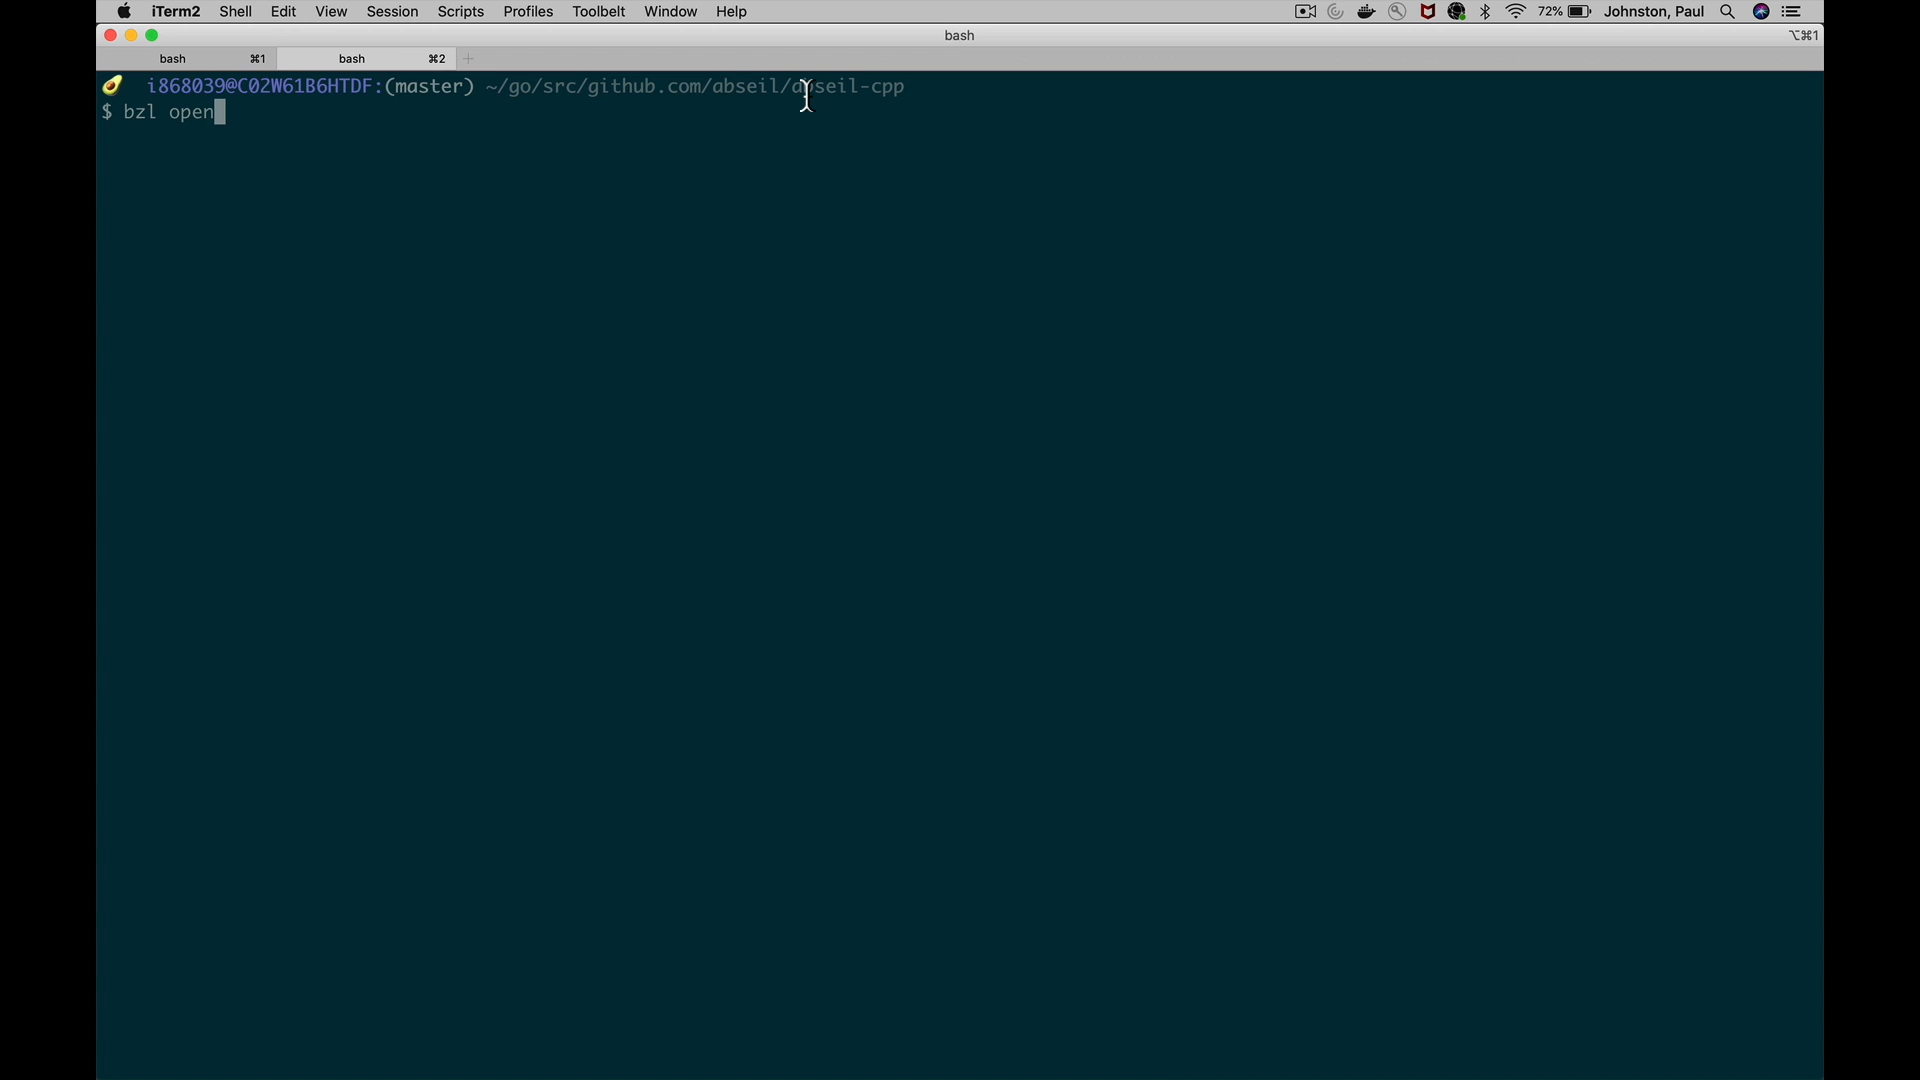 iTerm2 Shell Edit View Session Scripts Profiles Toolbelt Window Help 72% Johnston, Paul
bash ⌥⌘1
bash ⌘1 bash ⌘2 +
i868039@C02W61B6HTDF:(master) ~/go/src/github.com/abseil/abseil-cpp
$ bzl open